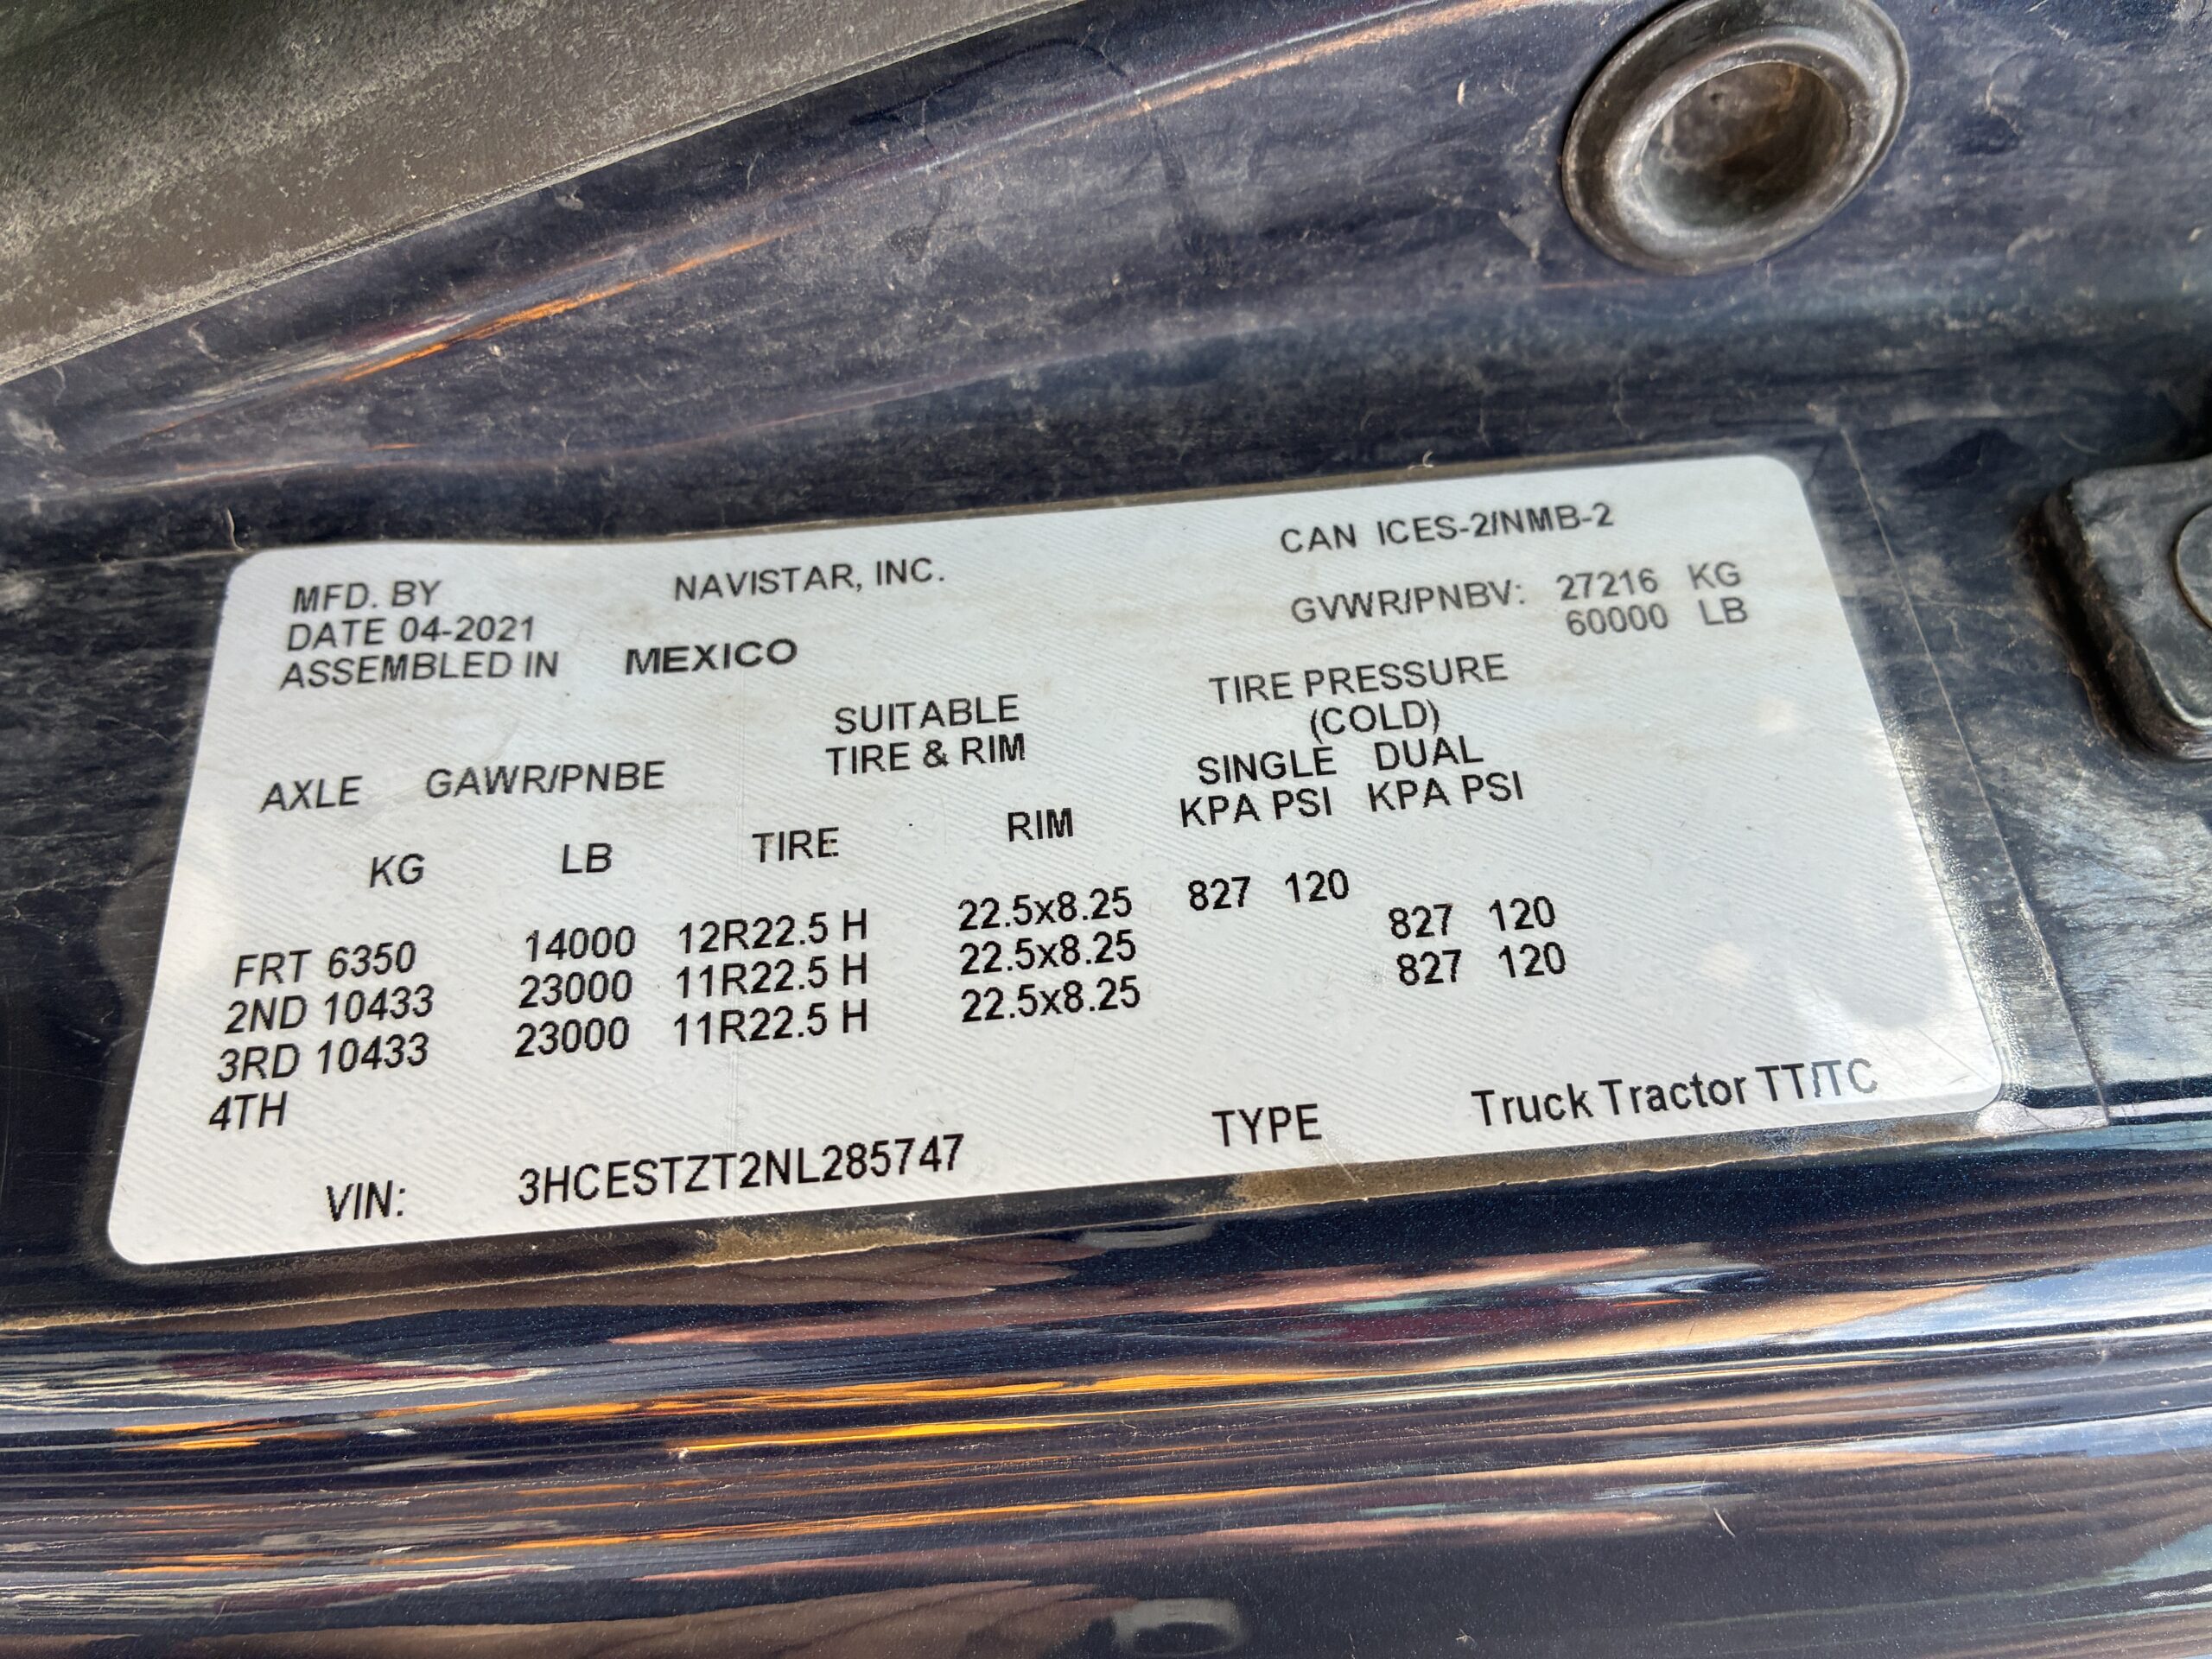 MFD. BY NAVISTAR, INC. CAN ICES-2/NMB-2
DATE 04-2021 GVWR/PNBV: 27216 KG
ASSEMBLED IN MEXICO 60000 LB
SUITABLE TIRE PRESSURE
TIRE & RIM (COLD)
AXLE GAWR/PNBE SINGLE DUAL
KG LB TIRE RIM KPA PSI KPA PSI
FRT 6350 14000 12R22.5 H 22.5x8.25 827 120
2ND 10433 23000 11R22.5 H 22.5x8.25 827 120
3RD 10433 23000 11R22.5 H 22.5x8.25 827 120
4TH
VIN: 3HCESTZT2NL285747 TYPE Truck Tractor TT/TC